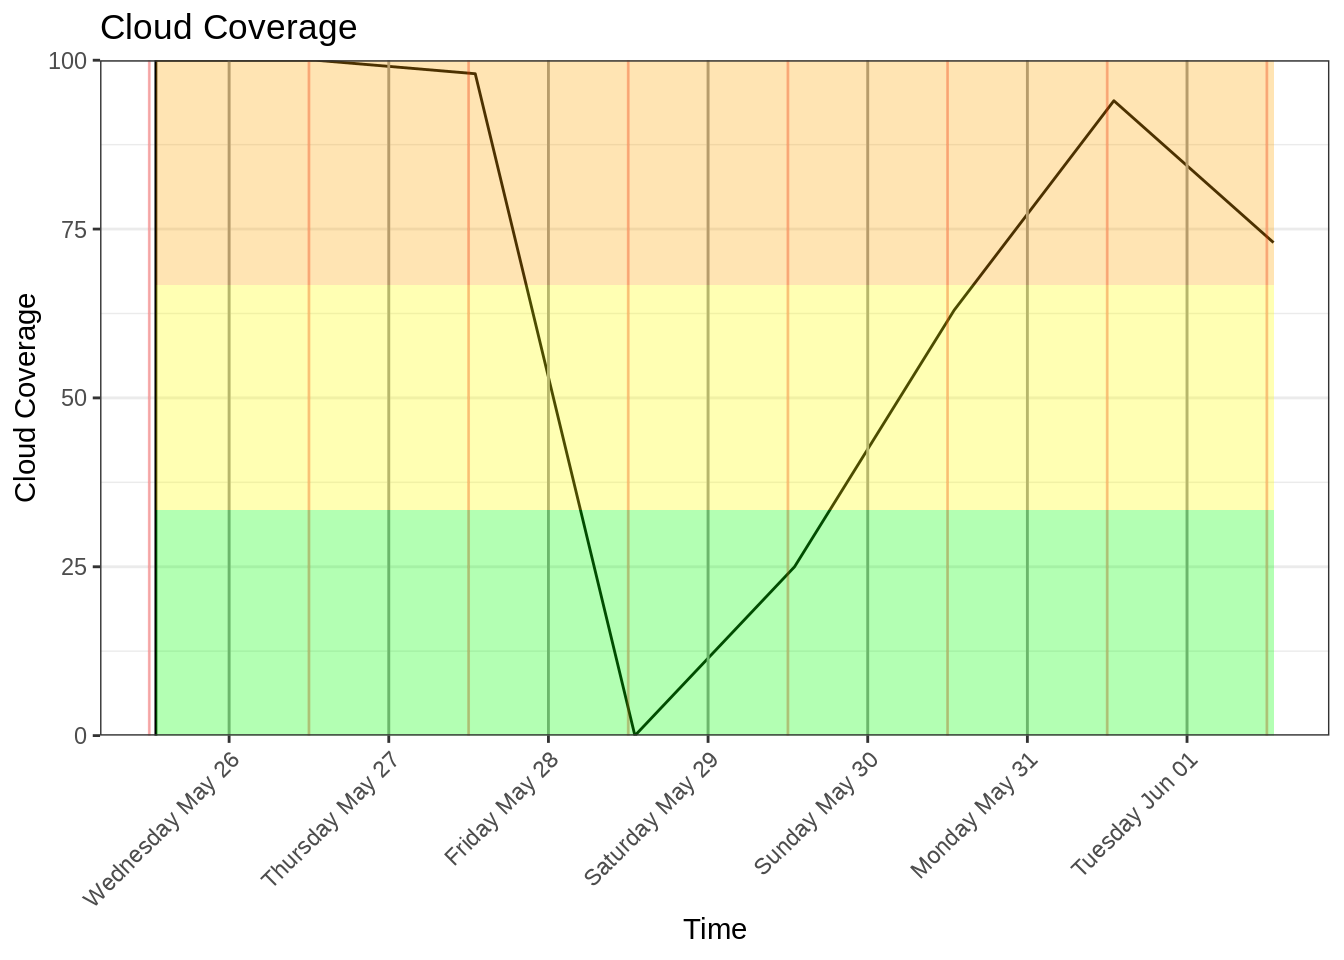 Cloud Coverage
100
75
50
25
0
Cloud Coverage
Wednesday May 26
Thursday May 27
Friday May 28
Saturday May 29
Sunday May 30
Monday May 31
Tuesday Jun 01
Time